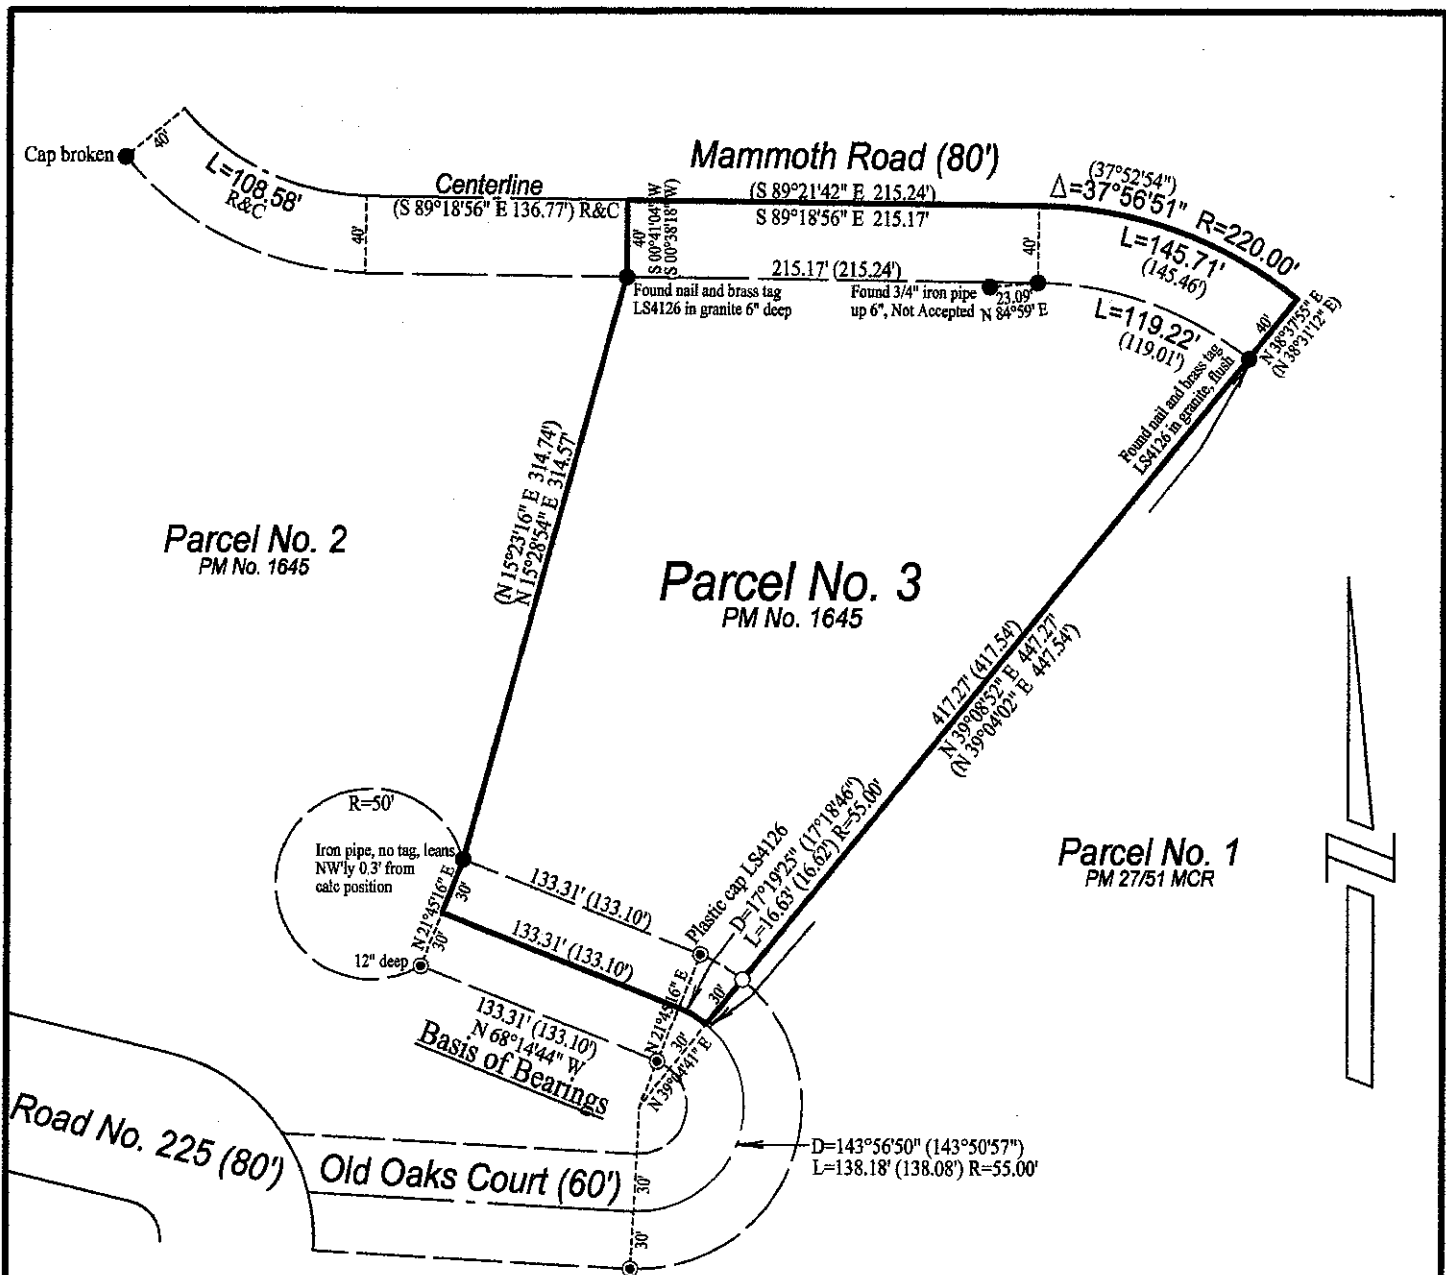 Mammoth Road (80')
Cap broken
40'
L=108.58'
R&C
Centerline
(S 89°18'56" E 136.77') R&C
40'
(S 89°21'42" E 215.24')
S 89°18'56" E 215.17'
40'
S 00°41'04" W
(S 00°38'18" W)
(37°52'54")
Δ=37°56'51" R=220.00'
L=145.71'
(145.46')
40'
215.17' (215.24')
Found nail and brass tag
LS4126 in granite 6" deep
Found 3/4" iron pipe
up 6", Not Accepted
23.09'
N 84°59' E
L=119.22'
(119.01')
40'
N 38°37'55" E
(N 38°31'12" E)
Found nail and brass tag
LS4126 in granite, flush
(N 15°23'16" E 314.74')
N 15°28'54" E 314.57'
Parcel No. 2
PM No. 1645
Parcel No. 3
PM No. 1645
417.27' (417.54')
N 39°08'52" E 447.27'
(N 39°04'02" E 447.54')
Parcel No. 1
PM 27/51 MCR
N
R=50'
Iron pipe, no tag, leans
NW'ly 0.3' from
calc position
N 21°45'16" E
30'
30'
12" deep
133.31' (133.10')
133.31' (133.10')
Plastic cap LS4126
D=17°19'25" (17°18'46")
L=16.63' (16.62') R=55.00'
30'
N 21°45'16" E
30'
N 39°04'41" E
133.31' (133.10')
N 68°14'44" W
Basis of Bearings
Road No. 225 (80')
Old Oaks Court (60')
30'
30'
D=143°56'50" (143°50'57")
L=138.18' (138.08') R=55.00'